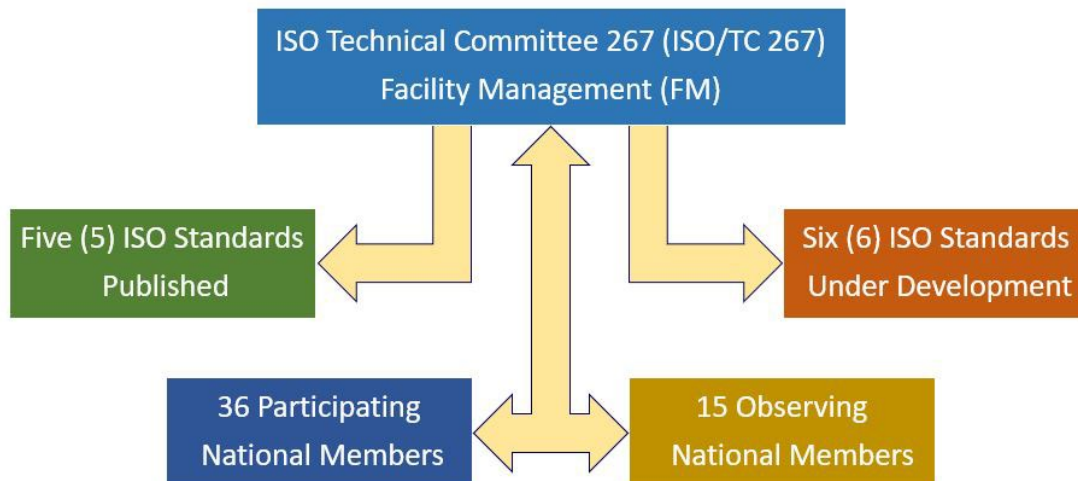 ISO Technical Committee 267 (ISO/TC 267)
Facility Management (FM)
Five (5) ISO Standards
Published
Six (6) ISO Standards
Under Development
36 Participating
National Members
15 Observing
National Members